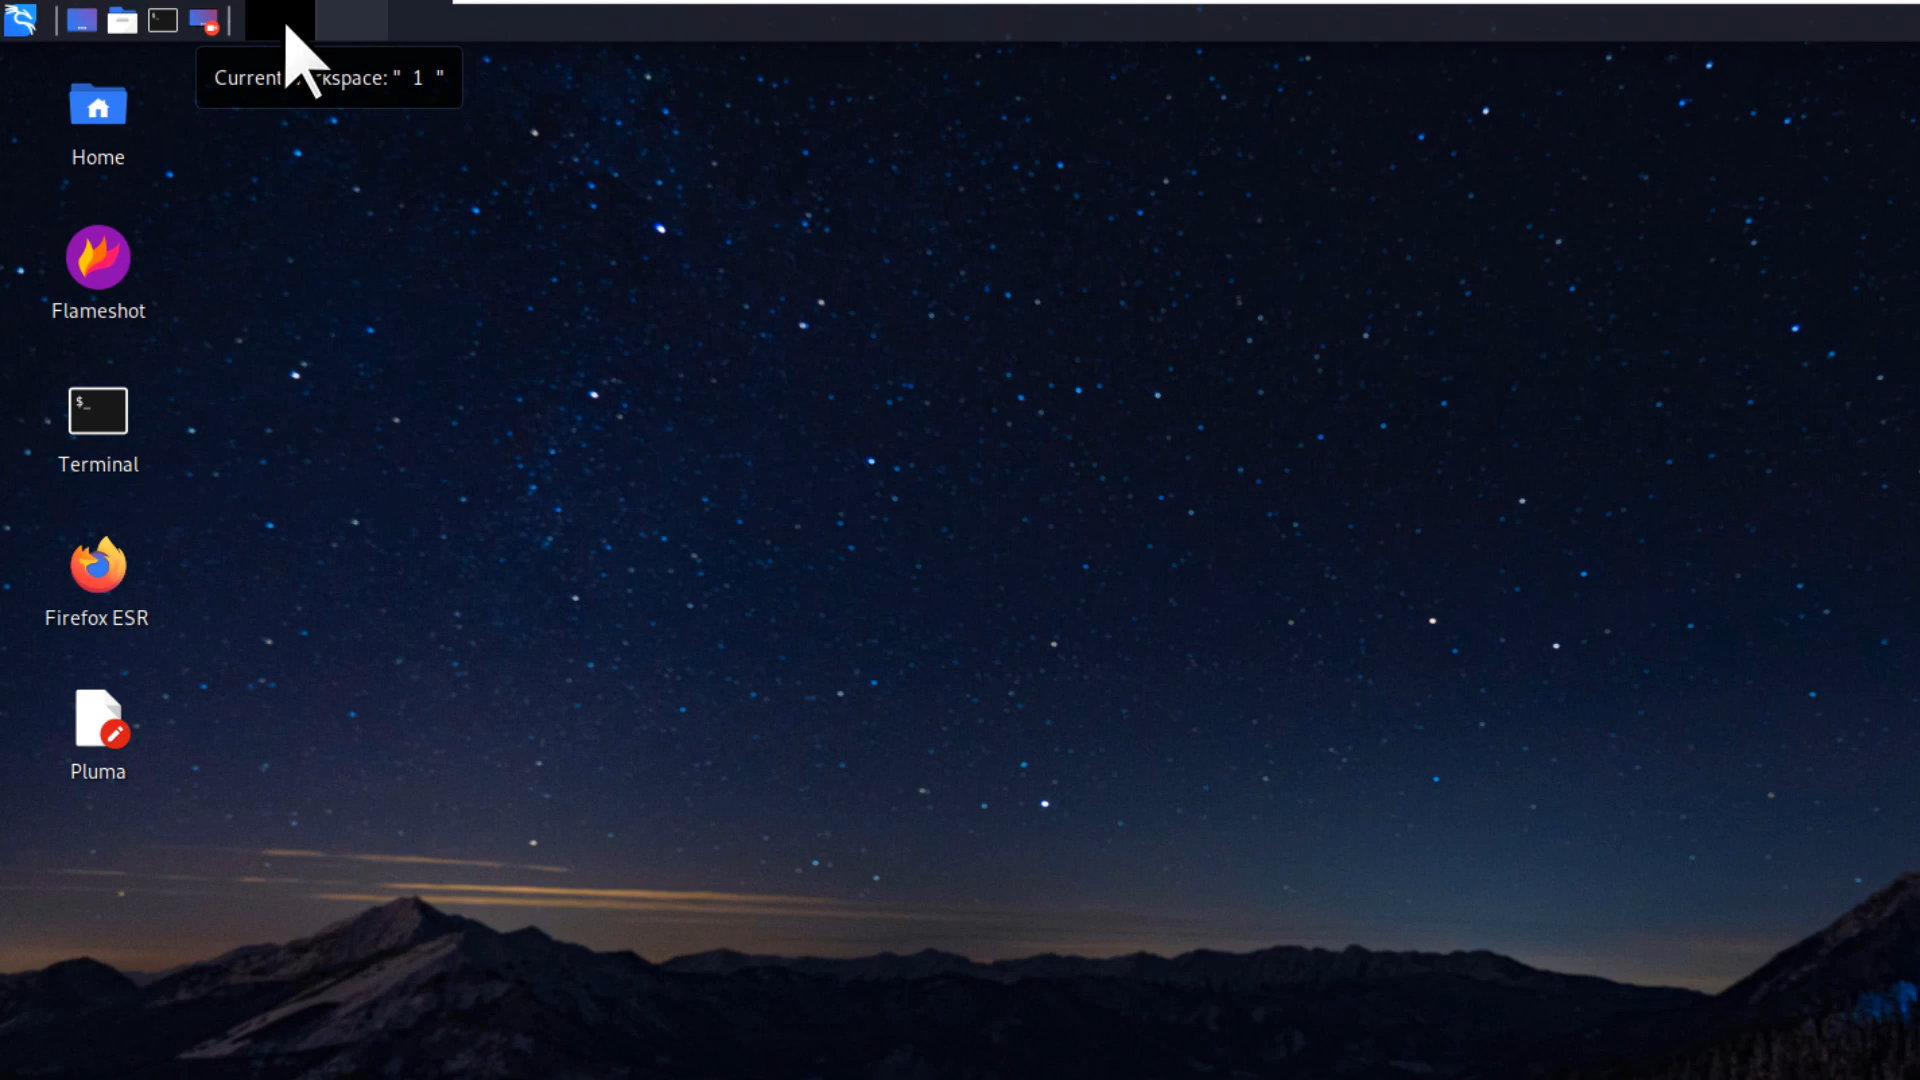 Current kspace: " 1 "
Home
Flameshot
$_
Terminal
Firefox ESR
Pluma